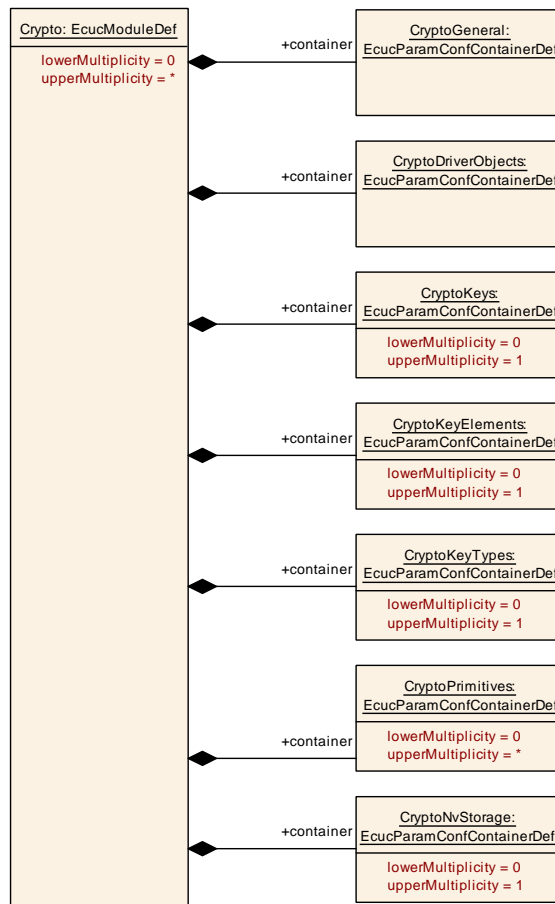 Crypto: EcucModuleDef
lowerMultiplicity = 0
upperMultiplicity = *
+container
CryptoGeneral:
EcucParamConfContainerDef
+container
CryptoDriverObjects:
EcucParamConfContainerDef
+container
CryptoKeys:
EcucParamConfContainerDef
lowerMultiplicity = 0
upperMultiplicity = 1
+container
CryptoKeyElements:
EcucParamConfContainerDef
lowerMultiplicity = 0
upperMultiplicity = 1
+container
CryptoKeyTypes:
EcucParamConfContainerDef
lowerMultiplicity = 0
upperMultiplicity = 1
+container
CryptoPrimitives:
EcucParamConfContainerDef
lowerMultiplicity = 0
upperMultiplicity = *
+container
CryptoNvStorage:
EcucParamConfContainerDef
lowerMultiplicity = 0
upperMultiplicity = 1